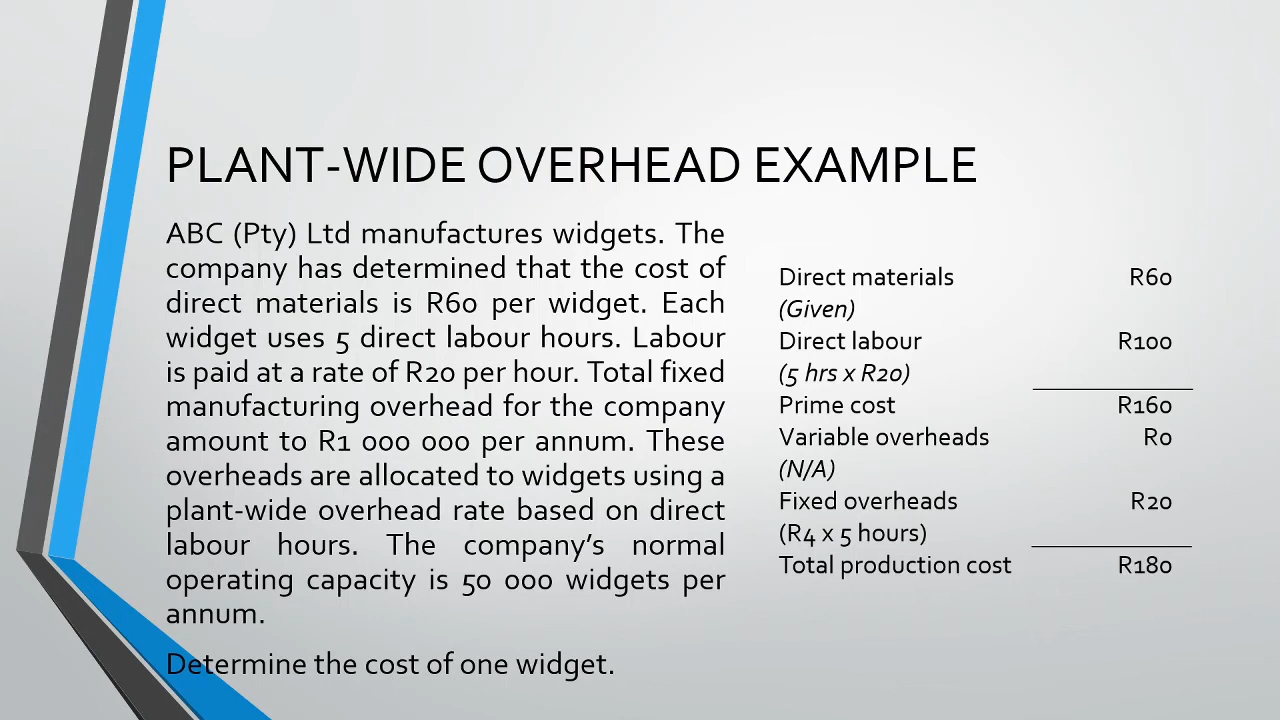 PLANT-WIDE OVERHEAD EXAMPLE
ABC (Pty) Ltd manufactures widgets. The
company has determined that the cost of
direct materials is R60 per widget. Each
widget uses 5 direct labour hours. Labour
is paid at a rate of R20 per hour. Total fixed
manufacturing overhead for the company
amount to R1 000 000 per annum. These
overheads are allocated to widgets using a
plant-wide overhead rate based on direct
labour hours. The company's normal
operating capacity is 50 000 widgets per
annum.
Determine the cost of one widget.
Direct materials R60
(Given)
Direct labour R100
(5 hrs x R20)
Prime cost R160
Variable overheads R0
(N/A)
Fixed overheads R20
(R4 x 5 hours)
Total production cost R180